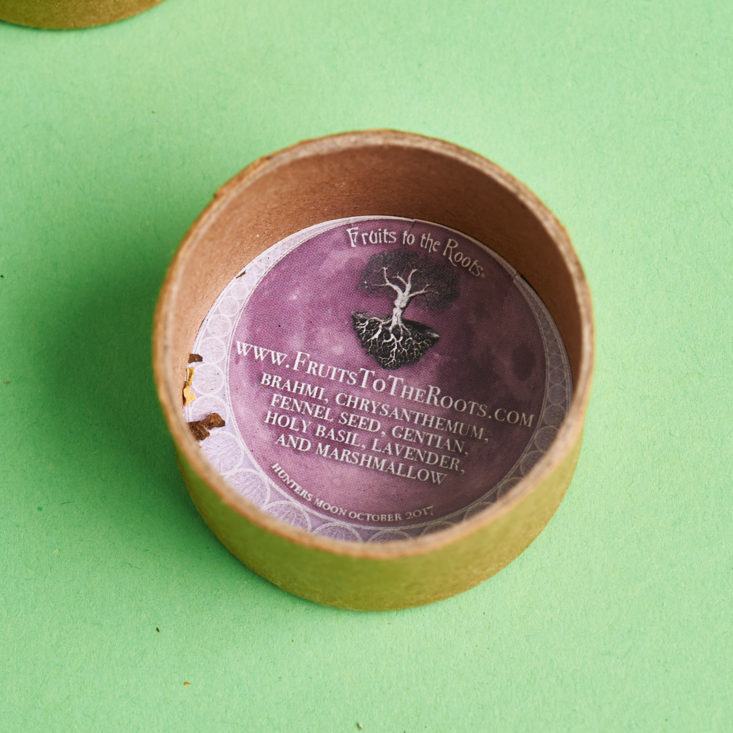 Fruits to the Roots®
www.FruitsToTheRoots.com
BRAHMI, CHRYSANTHEMUM,
FENNEL SEED, GENTIAN,
HOLY BASIL, LAVENDER,
AND MARSHMALLOW
HUNTERS MOON OCTOBER 2017